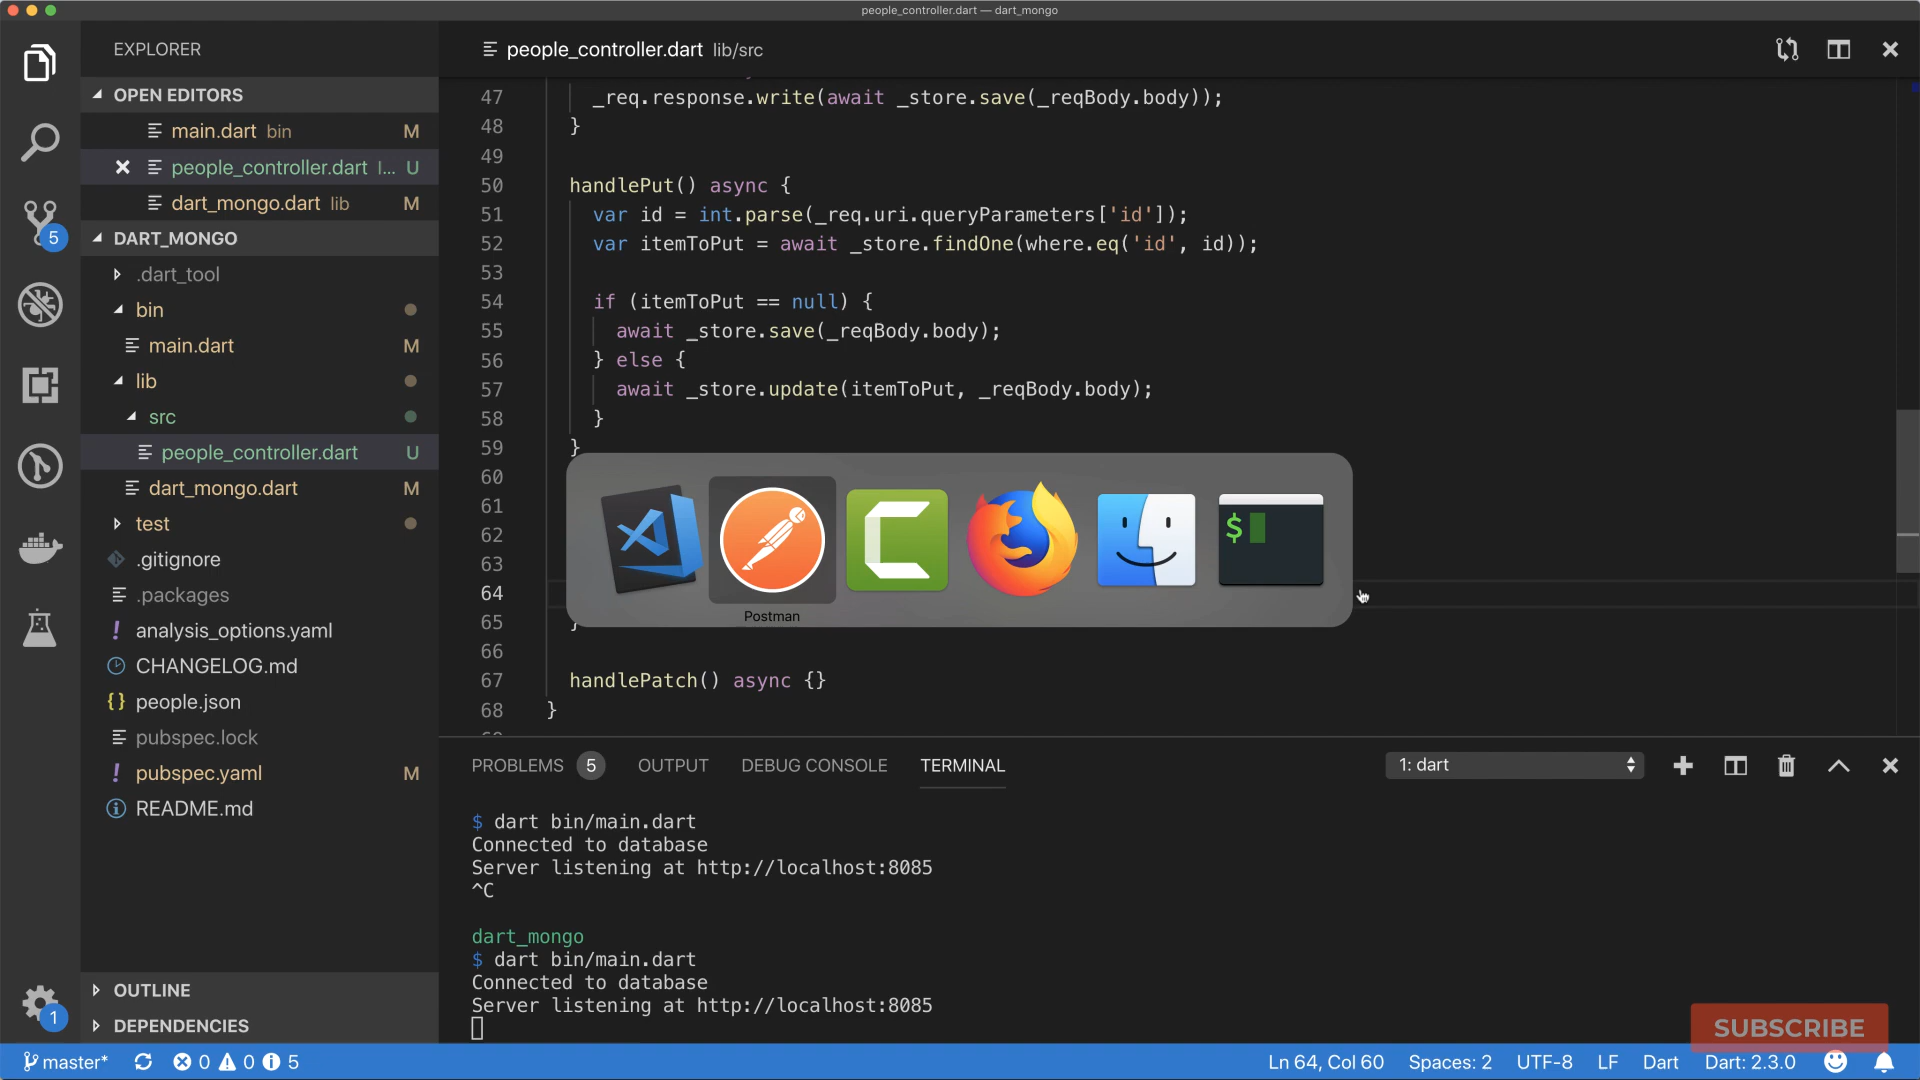 people_controller.dart — dart_mongo
EXPLORER
people_controller.dart lib/src
OPEN EDITORS
main.dart bin M
people_controller.dart l... U
dart_mongo.dart lib M
DART_MONGO
.dart_tool
bin
main.dart M
lib
src
people_controller.dart U
dart_mongo.dart M
test
.gitignore
.packages
analysis_options.yaml
CHANGELOG.md
people.json
pubspec.lock
pubspec.yaml M
README.md
OUTLINE
DEPENDENCIES
5
1
47 _req.response.write(await _store.save(_reqBody.body));
48 }
49
50 handlePut() async {
51 var id = int.parse(_req.uri.queryParameters['id']);
52 var itemToPut = await _store.findOne(where.eq('id', id));
53
54 if (itemToPut == null) {
55 await _store.save(_reqBody.body);
56 } else {
57 await _store.update(itemToPut, _reqBody.body);
58 }
59 }
60
61
62
63
64
65 }
66
67 handlePatch() async {}
68 }
$
Postman
PROBLEMS 5 OUTPUT DEBUG CONSOLE TERMINAL
1: dart
$ dart bin/main.dart
Connected to database
Server listening at http://localhost:8085
^C
dart_mongo
$ dart bin/main.dart
Connected to database
Server listening at http://localhost:8085
SUBSCRIBE
master* 0 0 5
Ln 64, Col 60 Spaces: 2 UTF-8 LF Dart Dart: 2.3.0